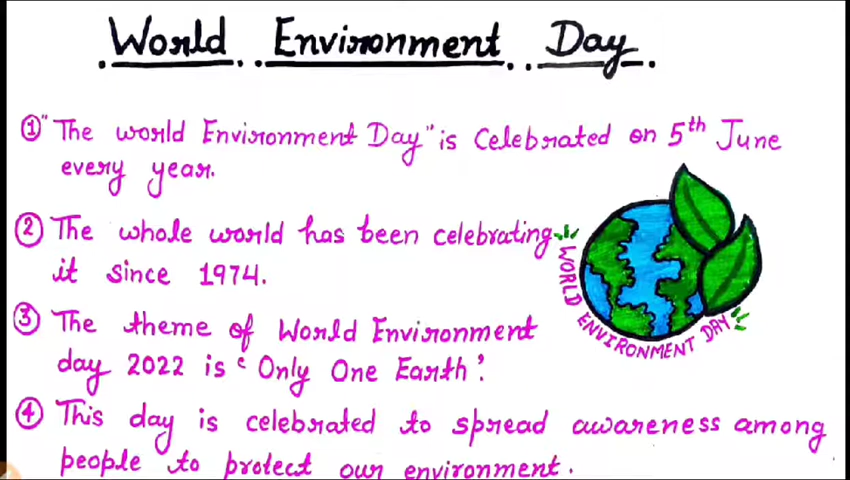 World Environment Day
① "The world Environment Day" is celebrated on 5th June
every year.
② The whole world has been celebrating
it since 1974.
③ The theme of World Environment
day 2022 is 'Only One Earth'.
④ This day is celebrated to spread awareness among
people to protect our environment.
WORLD ENVIRONMENT DAY